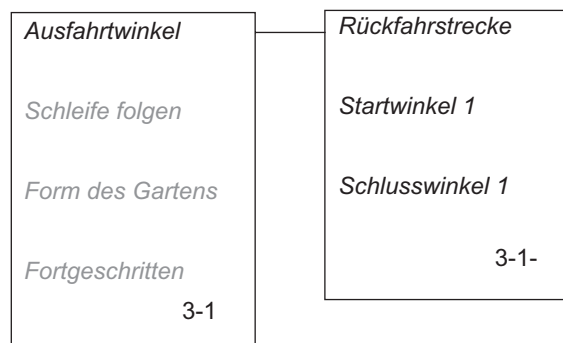 Ausfahrtwinkel
Schleife folgen
Form des Gartens
Fortgeschritten
3-1
Rückfahrstrecke
Startwinkel 1
Schlusswinkel 1
3-1-